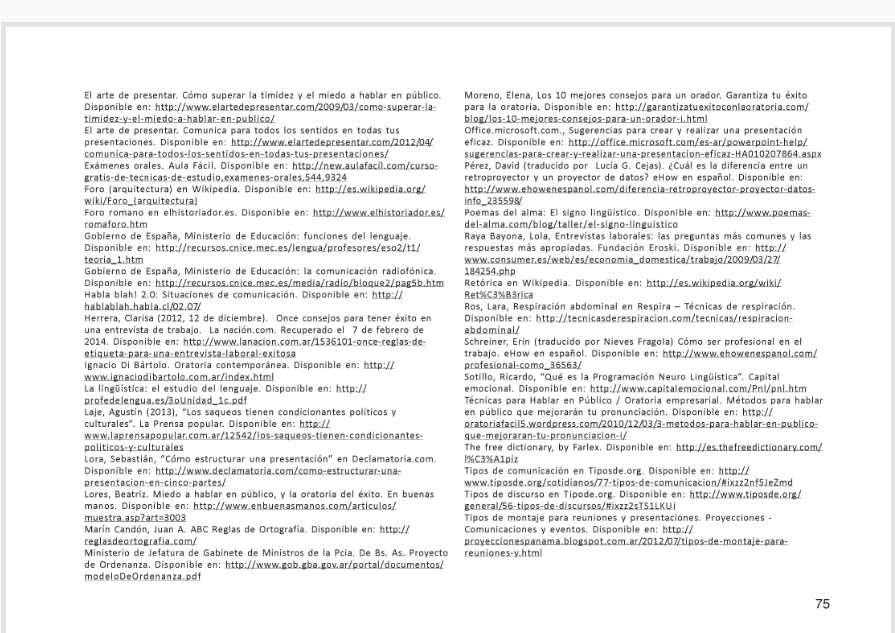 El arte de presentar. Cómo superar la timidez y el miedo a hablar en público.
Disponible en: http://www.elartedepresentar.com/2009/03/como-superar-la-
timidez-y-el-miedo-a-hablar-en-publico/
El arte de presentar. Comunica para todos los sentidos en todas tus
presentaciones. Disponible en: http://www.elartedepresentar.com/2012/04/
comunica-para-todos-los-sentidos-en-todas-tus-presentaciones/
Exámenes orales. Aula Fácil. Disponible en: http://new.aulafacil.com/curso-
gratis-de-tecnicas-de-estudio,examenes-orales,544,9324
Foro (arquitectura) en Wikipedia. Disponible en: http://es.wikipedia.org/
wiki/Foro_(arquitectura)
Foro romano en elhistoriador.es. Disponible en: http://www.elhistoriador.es/
romaforo.htm
Gobierno de España, Ministerio de Educación: funciones del lenguaje.
Disponible en: http://recursos.cnice.mec.es/lengua/profesores/eso2/t1/
teoria_1.htm
Gobierno de España, Ministerio de Educación: la comunicación radiofónica.
Disponible en: http://recursos.cnice.mec.es/media/radio/bloque2/pag5b.htm
Habla blah! 2.0: Situaciones de comunicación. Disponible en: http://
hablablah.habla.cl/02.07/
Herrera, Clarisa (2012, 12 de diciembre).  Once consejos para tener éxito en
una entrevista de trabajo.  La nación.com. Recuperado el  7 de febrero de
2014. Disponible en: http://www.lanacion.com.ar/1536101-once-reglas-de-
etiqueta-para-una-entrevista-laboral-exitosa
Ignacio Di Bártolo. Oratoria contemporánea. Disponible en: http://
www.ignaciodibartolo.com.ar/index.html
La lingüística: el estudio del lenguaje. Disponible en: http://
profedelengua.es/3oUnidad_1c.pdf
Laje, Agustín (2013), "Los saqueos tienen condicionantes políticos y
culturales". La Prensa popular. Disponible en: http://
www.laprensapopular.com.ar/12542/los-saqueos-tienen-condicionantes-
politicos-y-culturales
Lora, Sebastián, "Cómo estructurar una presentación" en Declamatoria.com.
Disponible en: http://www.declamatoria.com/como-estructurar-una-
presentacion-en-cinco-partes/
Lores, Beatríz. Miedo a hablar en público, y la oratoria del éxito. En buenas
manos. Disponible en: http://www.enbuenasmanos.com/articulos/
muestra.asp?art=3003
Marín Candón, Juan A. ABC Reglas de Ortografía. Disponible en: http://
reglasdeortografia.com/
Ministerio de Jefatura de Gabinete de Ministros de la Pcia. De Bs. As. Proyecto
de Ordenanza. Disponible en: http://www.gob.gba.gov.ar/portal/documentos/
modeloDeOrdenanza.pdf
Moreno, Elena, Los 10 mejores consejos para un orador. Garantiza tu éxito
para la oratoria. Disponible en: http://garantizatuexitoconlaoratoria.com/
blog/los-10-mejores-consejos-para-un-orador-i.html
Office.microsoft.com., Sugerencias para crear y realizar una presentación
eficaz. Disponible en: http://office.microsoft.com/es-ar/powerpoint-help/
sugerencias-para-crear-y-realizar-una-presentacion-eficaz-HA010207864.aspx
Pérez, David (traducido por  Lucía G. Cejas). ¿Cuál es la diferencia entre un
retroproyector y un proyector de datos? eHow en español. Disponible en:
http://www.ehowenespanol.com/diferencia-retroproyector-proyector-datos-
info_235598/
Poemas del alma: El signo lingüístico. Disponible en: http://www.poemas-
del-alma.com/blog/taller/el-signo-linguistico
Raya Bayona, Lola, Entrevistas laborales: las preguntas más comunes y las
respuestas más apropiadas. Fundación Eroski. Disponible en: http://
www.consumer.es/web/es/economia_domestica/trabajo/2009/03/27/
184254.php
Retórica en Wikipedia. Disponible en: http://es.wikipedia.org/wiki/
Ret%C3%B3rica
Ros, Lara, Respiración abdominal en Respira – Técnicas de respiración.
Disponible en: http://tecnicasderespiracion.com/tecnicas/respiracion-
abdominal/
Schreiner, Erin (traducido por Nieves Fragola) Cómo ser profesional en el
trabajo. eHow en español. Disponible en: http://www.ehowenespanol.com/
profesional-como_36563/
Sotillo, Ricardo, "Qué es la Programación Neuro Lingüística". Capital
emocional. Disponible en: http://www.capitalemocional.com/Pnl/pnl.htm
Técnicas para Hablar en Público / Oratoria empresarial. Métodos para hablar
en público que mejorarán tu pronunciación. Disponible en: http://
oratoriafacil5.wordpress.com/2010/12/03/3-metodos-para-hablar-en-publico-
que-mejoraran-tu-pronunciacion-i/
The free dictionary, by Farlex. Disponible en: http://es.thefreedictionary.com/
l%C3%A1piz
Tipos de comunicación en Tiposde.org. Disponible en: http://
www.tiposde.org/cotidianos/77-tipos-de-comunicacion/#ixzz2nf5JeZmd
Tipos de discurso en Tipode.org. Disponible en: http://www.tiposde.org/
general/56-tipos-de-discursos/#ixzz2sTS1LKUi
Tipos de montaje para reuniones y presentaciones. Proyecciones -
Comunicaciones y eventos. Disponible en: http://
proyeccionespanama.blogspot.com.ar/2012/07/tipos-de-montaje-para-
reuniones-y.html
75